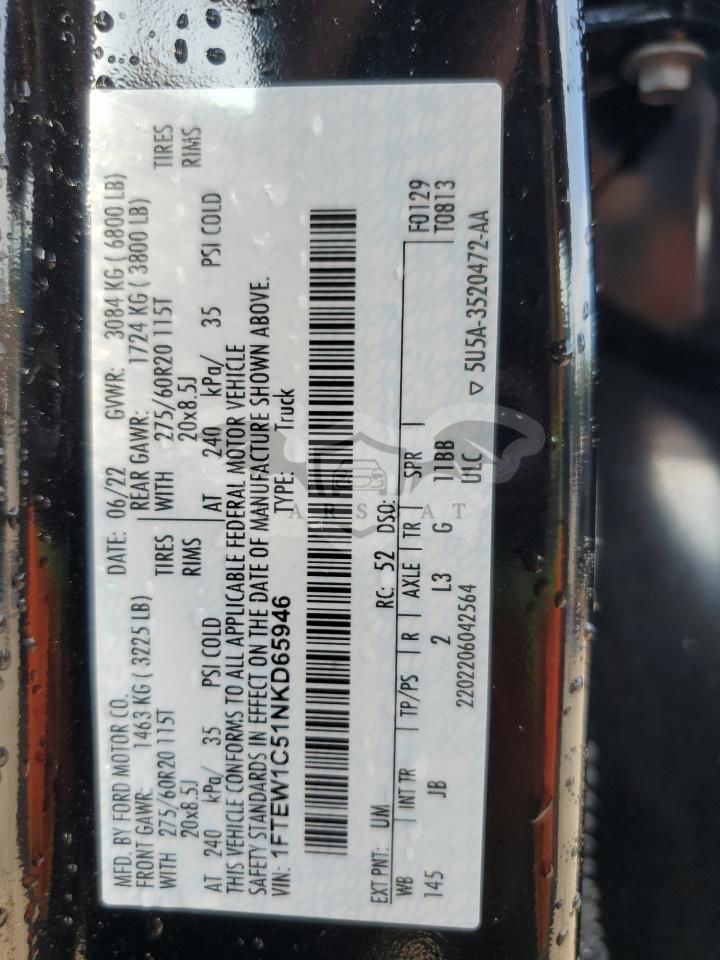 MFD. BY FORD MOTOR CO. DATE: 06/22 GVWR: 3084 KG ( 6800 LB)
FRONT GAWR: 1463 KG ( 3225 LB) REAR GAWR: 1724 KG ( 3800 LB)
WITH 275/60R20 115T TIRES WITH 275/60R20 115T TIRES
20x8.5J RIMS 20x8.5J RIMS
AT 240 kPa/ 35 PSI COLD AT 240 kPa/ 35 PSI COLD
THIS VEHICLE CONFORMS TO ALL APPLICABLE FEDERAL MOTOR VEHICLE
SAFETY STANDARDS IN EFFECT ON THE DATE OF MANUFACTURE SHOWN ABOVE.
VIN: 1FTEW1C51NKD65946 TYPE: Truck
EXT PNT: UM RC: 52 DSO: F0129
WB INT TR TP/PS R AXLE TR SPR T0813
145 JB 2 L3 G 11BB
2202206042564 ULC ▽ 5U5A-3520472-AA